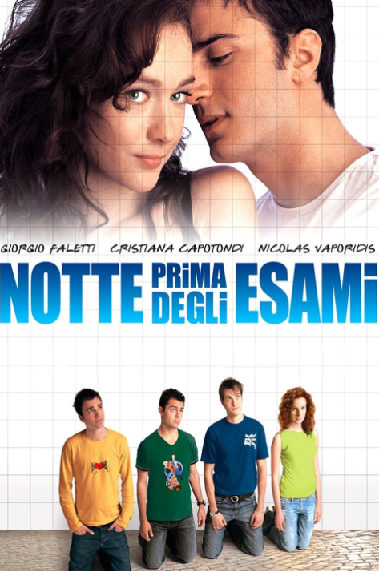 GIORGIO FALETTI CRISTIANA CAPOTONDI NICOLAS VAPORIDIS
NOTTE PRiMA DEGLi ESAMi